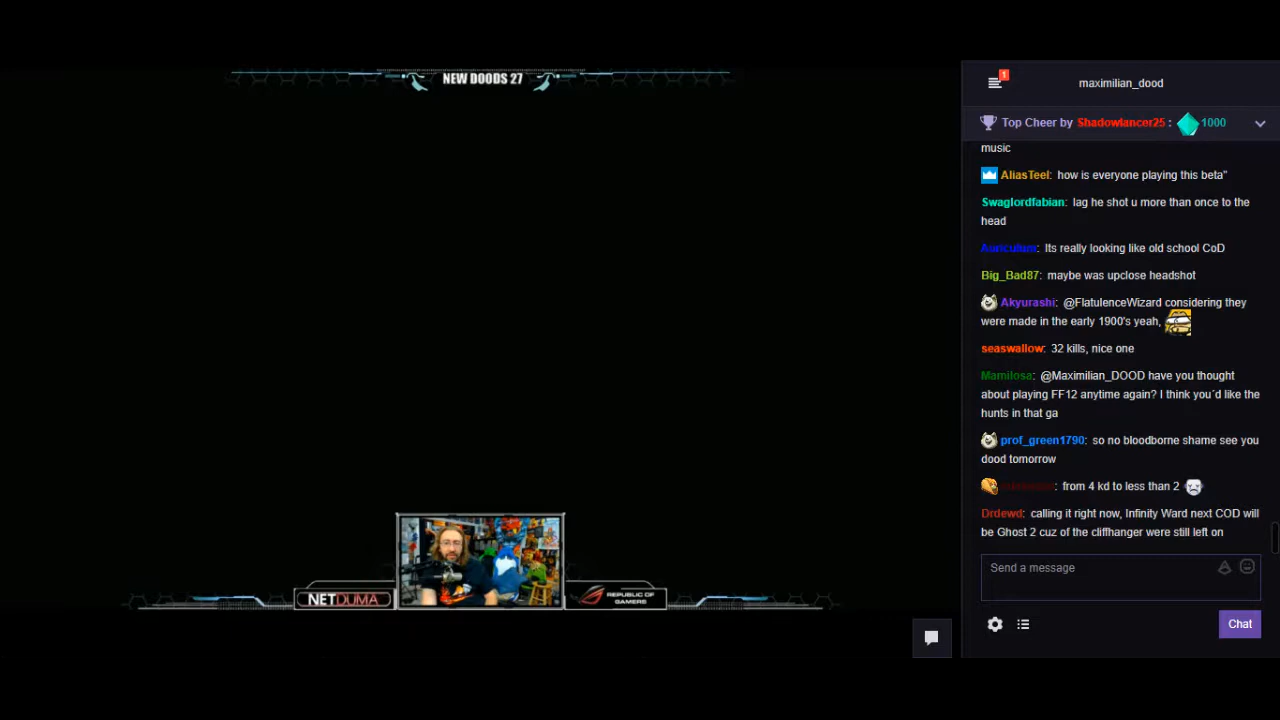 NEW DOODS 27
NETDUMA
REPUBLIC OF
GAMERS
1
maximilian_dood
Top Cheer by Shadowlancer25 : 1000
music
AliasTeel: how is everyone playing this beta"
Swaglordfabian: lag he shot u more than once to the
head
Auriculum: Its really looking like old school CoD
Big_Bad87: maybe was upclose headshot
Akyurashi: @FlatulenceWizard considering they
were made in the early 1900's yeah,
seaswallow: 32 kills, nice one
Mamilosa: @Maximilian_DOOD have you thought
about playing FF12 anytime again? I think you´d like the
hunts in that ga
prof_green1790: so no bloodborne shame see you
dood tomorrow
: from 4 kd to less than 2
Drdewd: calling it right now, Infinity Ward next COD will
be Ghost 2 cuz of the cliffhanger were still left on
Send a message
Chat